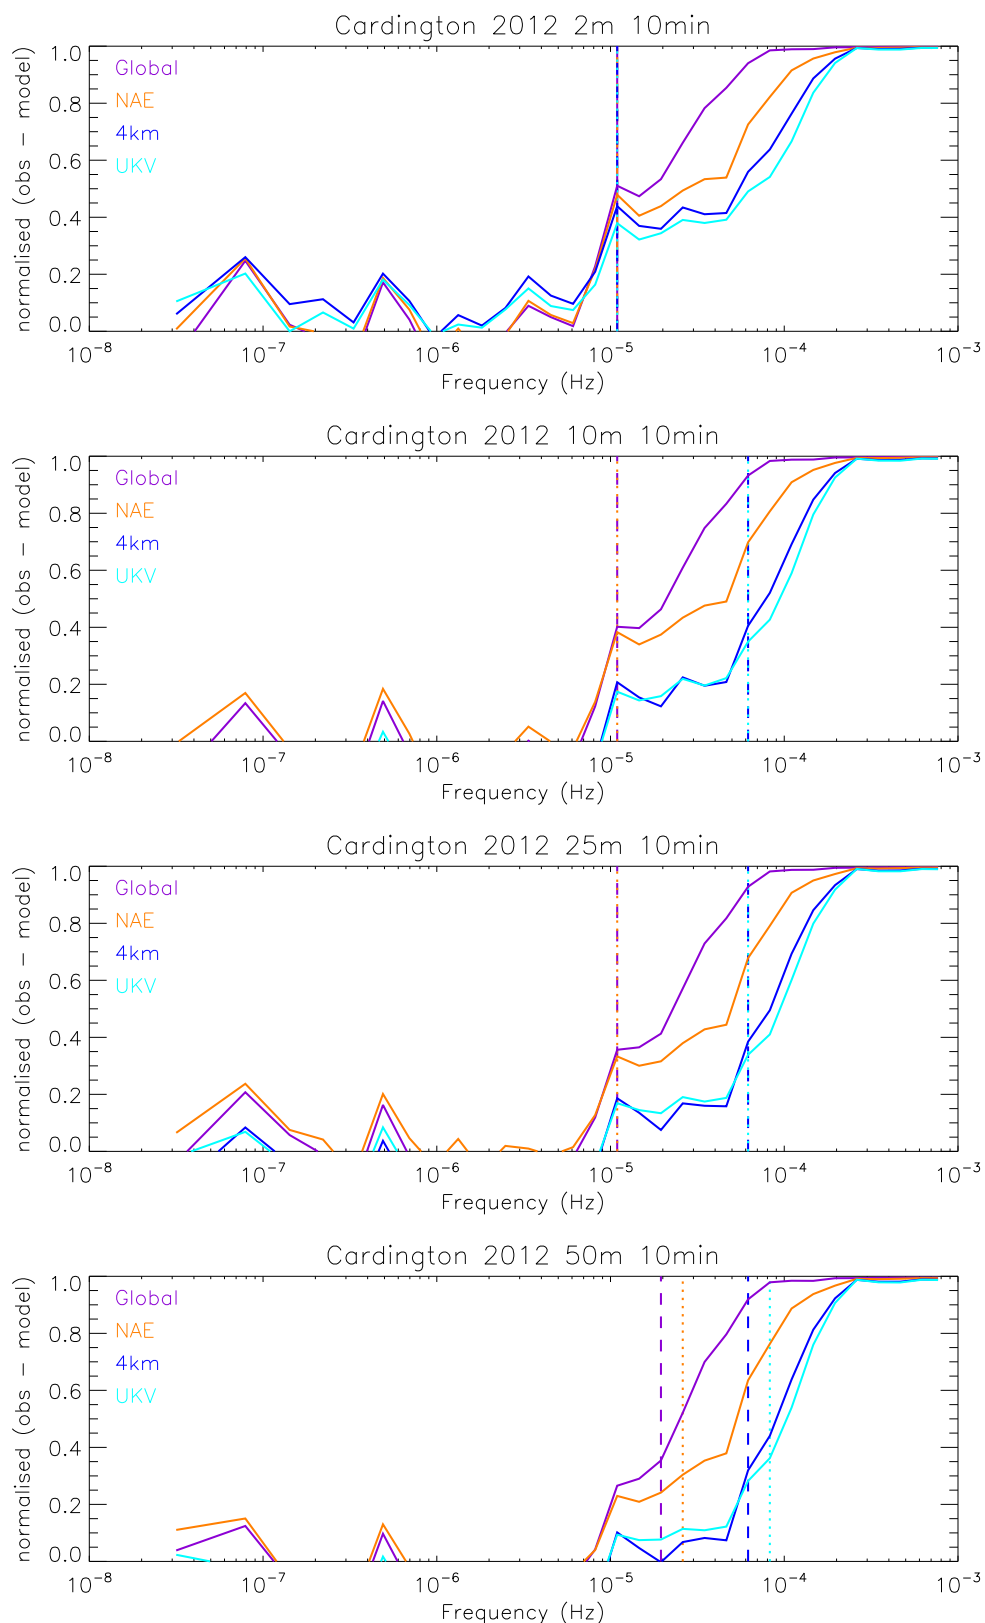 Cardington 2012 2m 10min
normalised (obs − model)
1.0
0.8
0.6
0.4
0.2
0.0
Global
NAE
4km
UKV
10⁻⁸ 10⁻⁷ 10⁻⁶ 10⁻⁵ 10⁻⁴ 10⁻³
Frequency (Hz)
Cardington 2012 10m 10min
normalised (obs − model)
1.0
0.8
0.6
0.4
0.2
0.0
Global
NAE
4km
UKV
10⁻⁸ 10⁻⁷ 10⁻⁶ 10⁻⁵ 10⁻⁴ 10⁻³
Frequency (Hz)
Cardington 2012 25m 10min
normalised (obs − model)
1.0
0.8
0.6
0.4
0.2
0.0
Global
NAE
4km
UKV
10⁻⁸ 10⁻⁷ 10⁻⁶ 10⁻⁵ 10⁻⁴ 10⁻³
Frequency (Hz)
Cardington 2012 50m 10min
normalised (obs − model)
1.0
0.8
0.6
0.4
0.2
0.0
Global
NAE
4km
UKV
10⁻⁸ 10⁻⁷ 10⁻⁶ 10⁻⁵ 10⁻⁴ 10⁻³
Frequency (Hz)